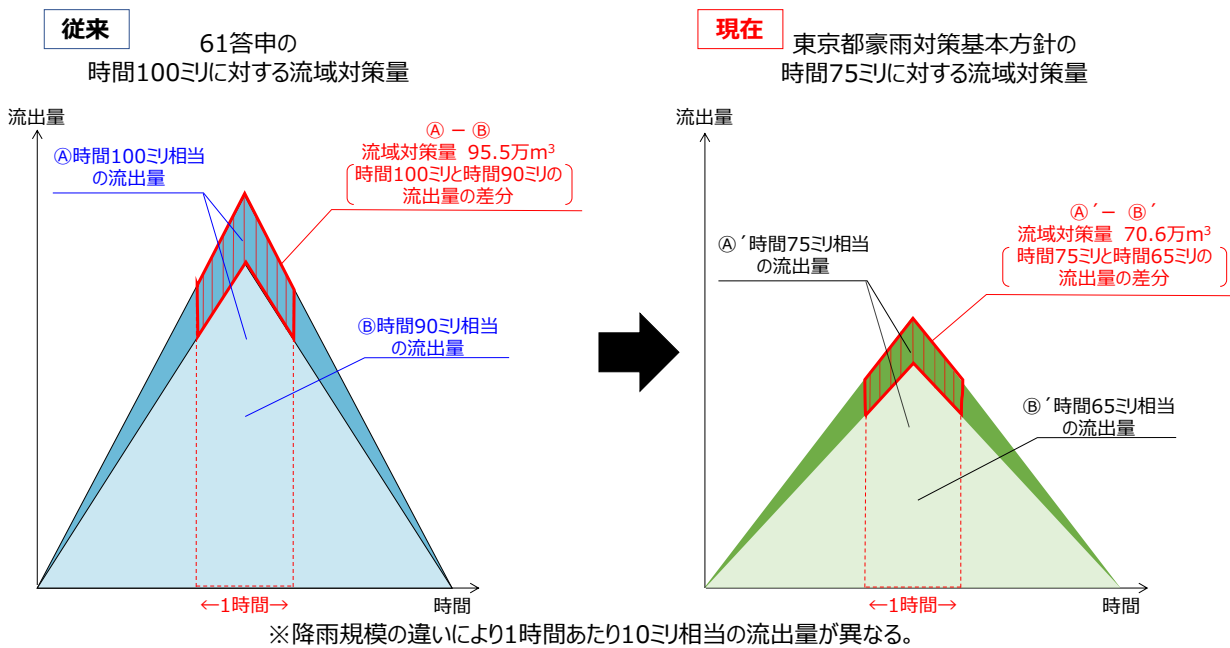 従来
61答申の
時間100ミリに対する流域対策量
流出量
Ⓐ時間100ミリ相当
の流出量
Ⓐ － Ⓑ
流域対策量 95.5万m³
時間100ミリと時間90ミリの
流出量の差分
Ⓑ時間90ミリ相当
の流出量
←1時間→
時間
現在
東京都豪雨対策基本方針の
時間75ミリに対する流域対策量
流出量
Ⓐ´時間75ミリ相当
の流出量
Ⓐ´－ Ⓑ´
流域対策量 70.6万m³
時間75ミリと時間65ミリの
流出量の差分
Ⓑ´時間65ミリ相当
の流出量
←1時間→
時間
※降雨規模の違いにより1時間あたり10ミリ相当の流出量が異なる。